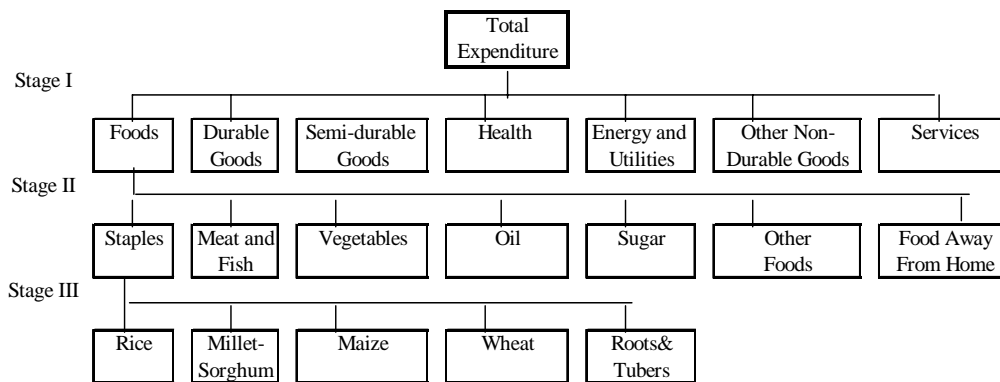 Total
Expenditure
Stage I
Foods
Durable
Goods
Semi-durable
Goods
Health
Energy and
Utilities
Other Non-
Durable Goods
Services
Stage II
Staples
Meat and
Fish
Vegetables
Oil
Sugar
Other
Foods
Food Away
From Home
Stage III
Rice
Millet-
Sorghum
Maize
Wheat
Roots&
Tubers